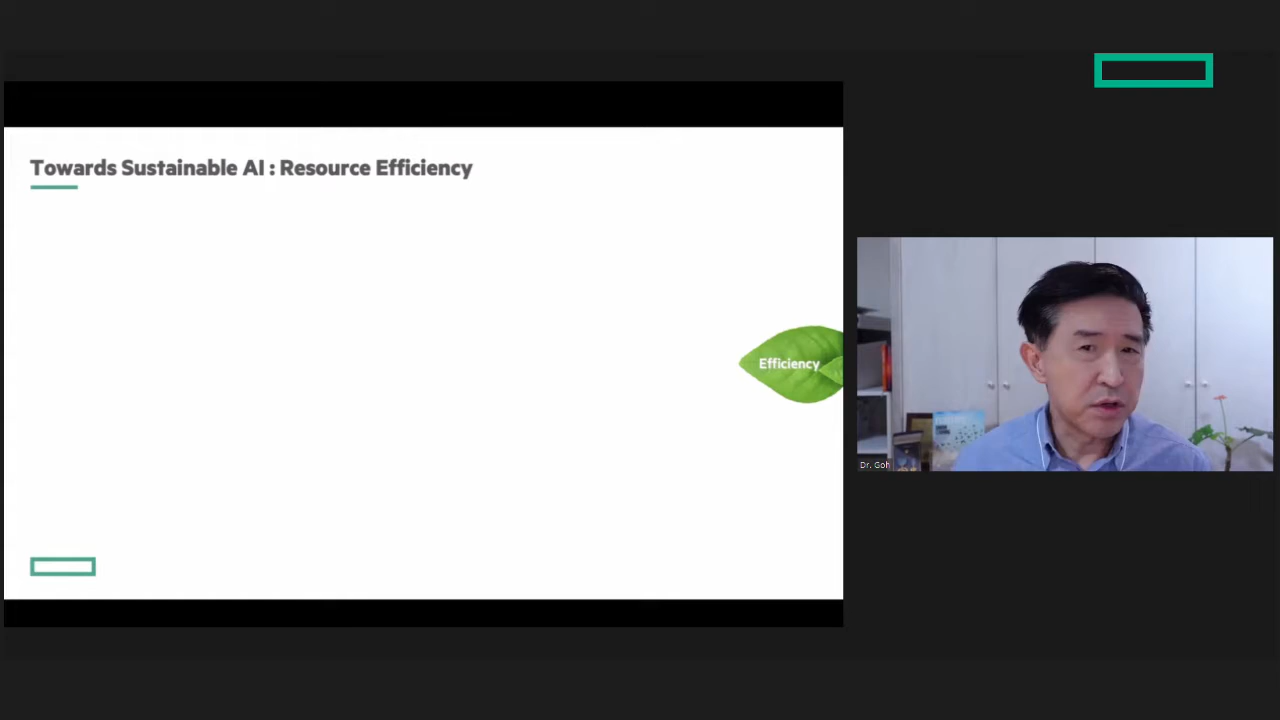 Towards Sustainable AI : Resource Efficiency
Efficiency
Dr. Goh